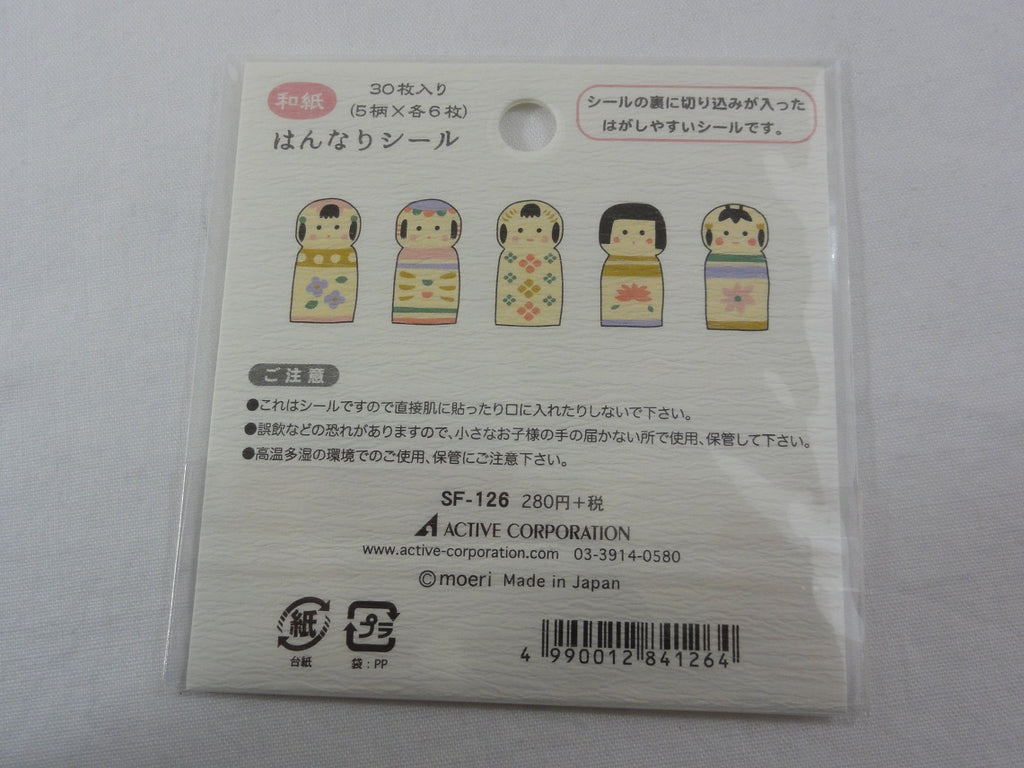 和紙
30枚入り
(5柄×各6枚)
はんなりシール
シールの裏に切り込みが入った
はがしやすいシールです。
ご注意
●これはシールですので直接肌に貼ったり口に入れたりしないで下さい。
●誤飲などの恐れがありますので、小さなお子様の手の届かない所で使用、保管して下さい。
●高温多湿の環境でのご使用、保管にご注意下さい。
SF-126 280円+税
ACTIVE CORPORATION
www.active-corporation.com 03-3914-0580
©moeri Made in Japan
紙
台紙
プラ
袋:PP
4 990012 841264